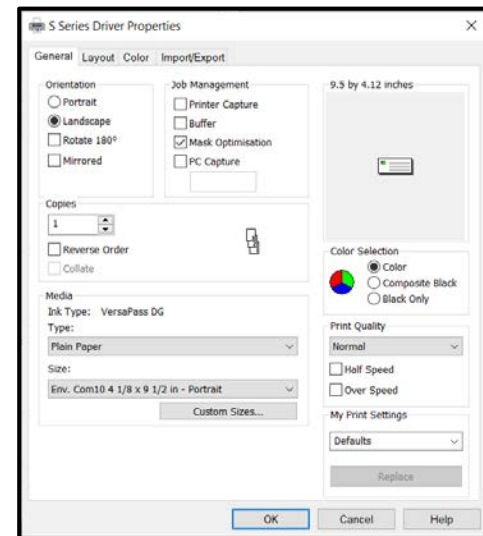 S Series Driver Properties
General Layout Color Import/Export
Orientation
Portrait
Landscape
Rotate 180°
Mirrored
Job Management
Printer Capture
Buffer
Mask Optimisation
PC Capture
9.5 by 4.12 inches
Copies
1
Reverse Order
Collate
Color Selection
Color
Composite Black
Black Only
Media
Ink Type: VersaPass DG
Type:
Plain Paper
Size:
Env. Com10 4 1/8 x 9 1/2 in - Portrait
Custom Sizes...
Print Quality
Normal
Half Speed
Over Speed
My Print Settings
Defaults
Replace
OK Cancel Help